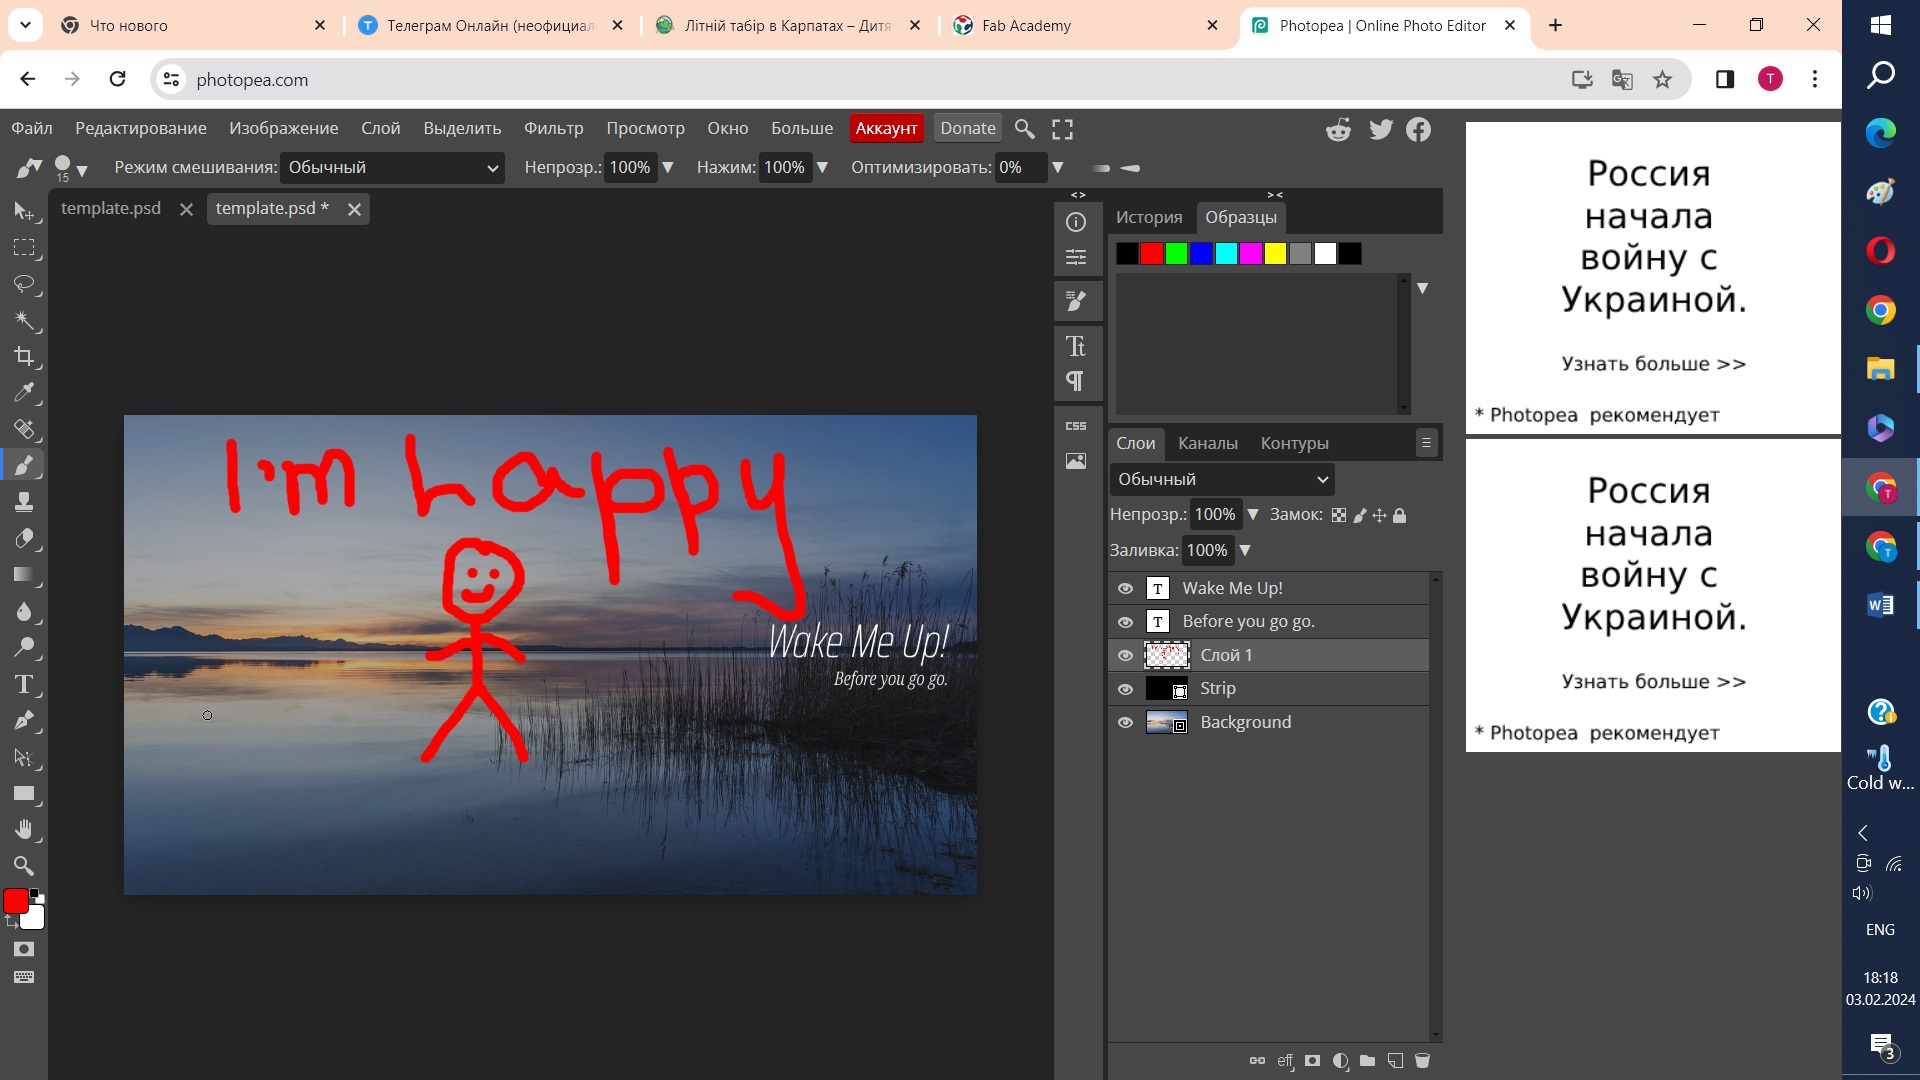 Что нового
Телеграм Онлайн (неофициал
Літній табір в Карпатах – Дитя
Fab Academy
Photopea | Online Photo Editor
photopea.com
T
Файл Редактирование Изображение Слой Выделить Фильтр Просмотр Окно Больше Аккаунт Donate
15 Режим смешивания: Обычный Непрозр.: 100% Нажим: 100% Оптимизировать: 0%
template.psd
template.psd *
I'm happy
Wake Me Up!
Before you go go.
История Образцы
CSS
Слои Каналы Контуры
Обычный
Непрозр.: 100% Замок:
Заливка: 100%
Wake Me Up!
Before you go go.
Слой 1
Strip
Background
eff
Россия
начала
войну с
Украиной.
Узнать больше >>
* Photopea рекомендует
Россия
начала
войну с
Украиной.
Узнать больше >>
* Photopea рекомендует
Cold w...
ENG
18:18
03.02.2024
3